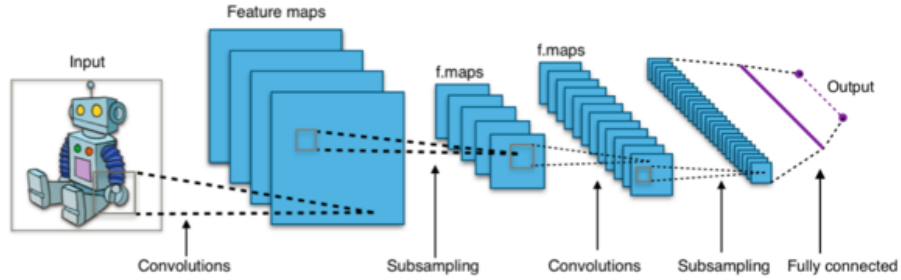 Feature maps
Input
f.maps
f.maps
Output
Convolutions
Subsampling
Convolutions
Subsampling
Fully connected